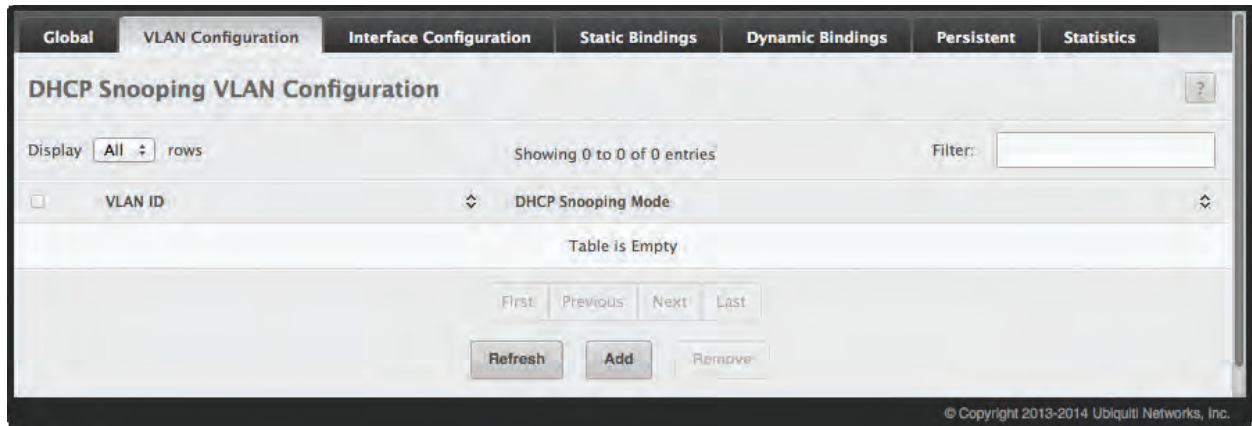 Global VLAN Configuration Interface Configuration Static Bindings Dynamic Bindings Persistent Statistics
DHCP Snooping VLAN Configuration ?
Display All rows Showing 0 to 0 of 0 entries Filter:
VLAN ID DHCP Snooping Mode
Table is Empty
First Previous Next Last
Refresh Add Remove
© Copyright 2013-2014 Ubiquiti Networks, Inc.